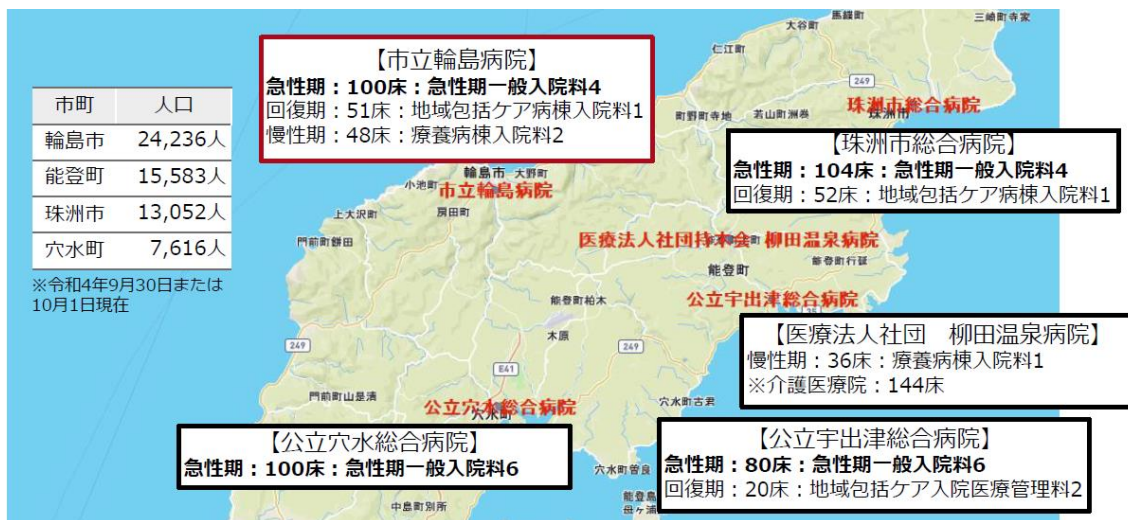 市町 人口
輪島市 24,236人
能登町 15,583人
珠洲市 13,052人
穴水町 7,616人
※令和4年9月30日または
10月1日現在
【市立輪島病院】
急性期：100床：急性期一般入院料4
回復期：51床：地域包括ケア病棟入院料1
慢性期：48床：療養病棟入院料2
馬緤町
三崎町寺家
大谷町
仁江町
249
珠洲市総合病院
珠洲市
町野町寺地
若山町洲巻
【珠洲市総合病院】
急性期：104床：急性期一般入院料4
回復期：52床：地域包括ケア病棟入院料1
輪島市
大野町
小池町
市立輪島病院
上大沢町
房田町
門前町餅田
医療法人社団持木会 柳田温泉病院
能登町
能登町行延
公立宇出津総合病院
35
能登町柏木
木原
249
249
E41
【医療法人社団　柳田温泉病院】
慢性期：36床：療養病棟入院料1
※介護医療院：144床
門前町山是清
公立穴水総合病院
穴水町
穴水町古君
【公立穴水総合病院】
急性期：100床：急性期一般入院料6
【公立宇出津総合病院】
急性期：80床：急性期一般入院料6
回復期：20床：地域包括ケア入院医療管理料2
穴水町曽良
能登島
母ヶ浦
中島町別所